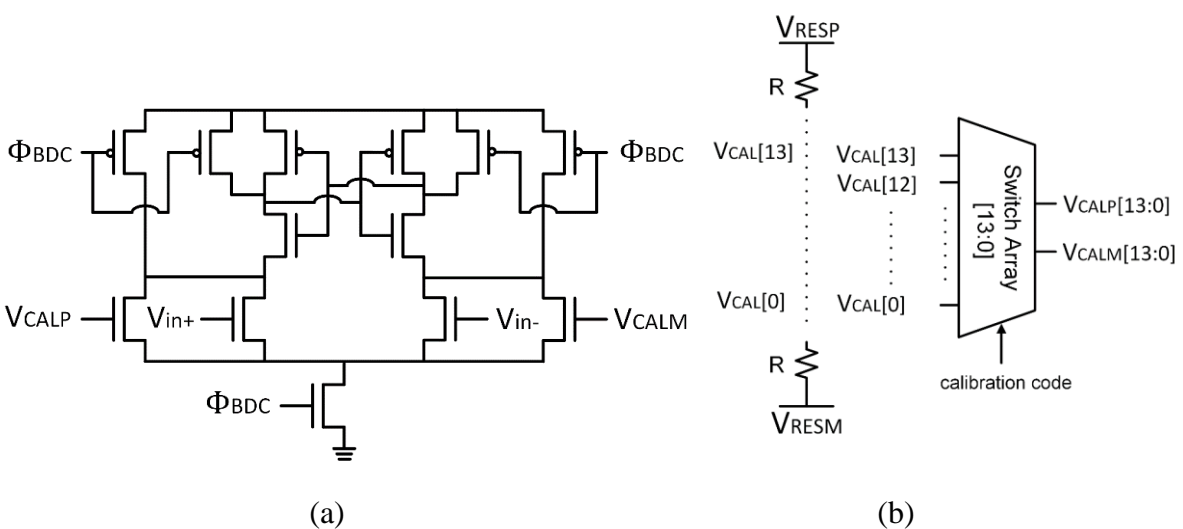 ΦBDC
ΦBDC
VCALP
Vin+
Vin-
VCALM
ΦBDC
(a)
VRESP
R
VCAL[13]
VCAL[0]
R
VRESM
VCAL[13]
VCAL[12]
VCAL[0]
Switch Array
[13:0]
VCALP[13:0]
VCALM[13:0]
calibration code
(b)